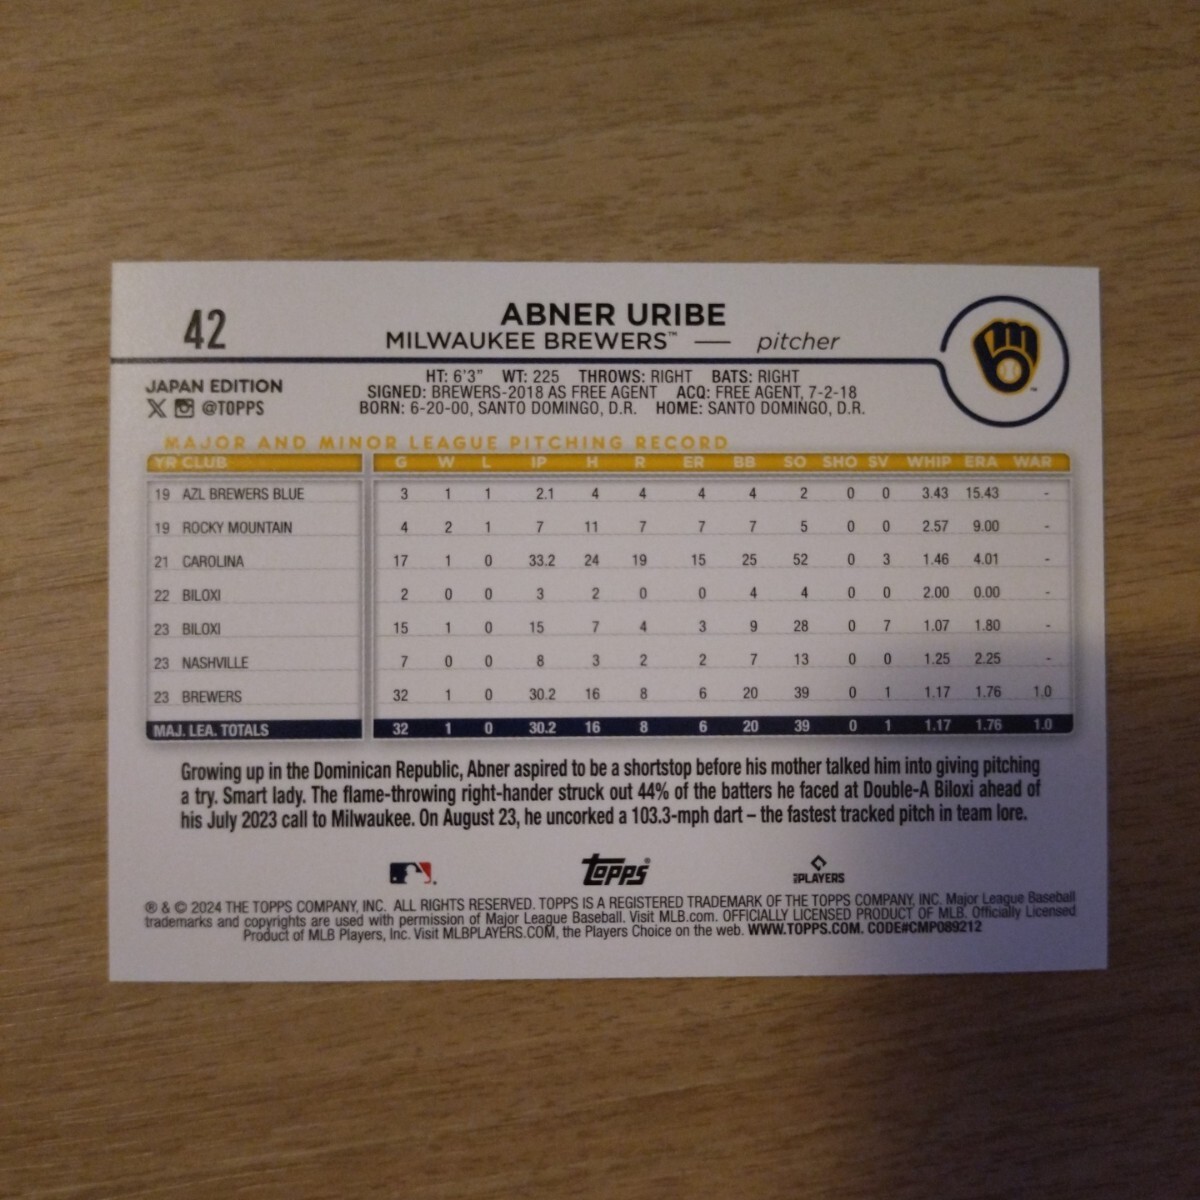 42
ABNER URIBE
MILWAUKEE BREWERS™ — pitcher
JAPAN EDITION
X @TOPPS
HT: 6'3" WT: 225 THROWS: RIGHT BATS: RIGHT
SIGNED: BREWERS-2018 AS FREE AGENT ACQ: FREE AGENT, 7-2-18
BORN: 6-20-00, SANTO DOMINGO, D.R. HOME: SANTO DOMINGO, D.R.
MAJOR AND MINOR LEAGUE PITCHING RECORD
YR CLUB G W L IP H R ER BB SO SHO SV WHIP ERA WAR
19 AZL BREWERS BLUE 3 1 1 2.1 4 4 4 4 2 0 0 3.43 15.43 -
19 ROCKY MOUNTAIN 4 2 1 7 11 7 7 7 5 0 0 2.57 9.00 -
21 CAROLINA 17 1 0 33.2 24 19 15 25 52 0 3 1.46 4.01 -
22 BILOXI 2 0 0 3 2 0 0 4 4 0 0 2.00 0.00 -
23 BILOXI 15 1 0 15 7 4 3 9 28 0 7 1.07 1.80 -
23 NASHVILLE 7 0 0 8 3 2 2 7 13 0 0 1.25 2.25 -
23 BREWERS 32 1 0 30.2 16 8 6 20 39 0 1 1.17 1.76 1.0
MAJ. LEA. TOTALS 32 1 0 30.2 16 8 6 20 39 0 1 1.17 1.76 1.0
Growing up in the Dominican Republic, Abner aspired to be a shortstop before his mother talked him into giving pitching
a try. Smart lady. The flame-throwing right-hander struck out 44% of the batters he faced at Double-A Biloxi ahead of
his July 2023 call to Milwaukee. On August 23, he uncorked a 103.3-mph dart – the fastest tracked pitch in team lore.
Topps® MLB PLAYERS
® & © 2024 THE TOPPS COMPANY, INC. ALL RIGHTS RESERVED. TOPPS IS A REGISTERED TRADEMARK OF THE TOPPS COMPANY, INC. Major League Baseball
trademarks and copyrights are used with permission of Major League Baseball. Visit MLB.com. OFFICIALLY LICENSED PRODUCT OF MLB. Officially Licensed
Product of MLB Players, Inc. Visit MLBPLAYERS.COM, the Players Choice on the web. WWW.TOPPS.COM. CODE#CMP089212